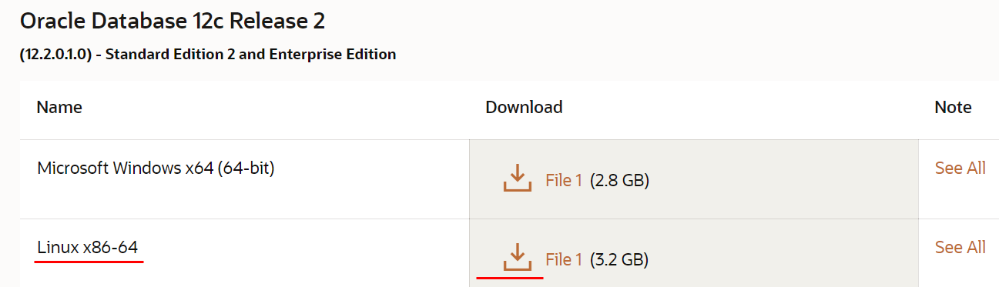 Oracle Database 12c Release 2
(12.2.0.1.0) - Standard Edition 2 and Enterprise Edition
Name Download Note
Microsoft Windows x64 (64-bit) File 1 (2.8 GB) See All
Linux x86-64 File 1 (3.2 GB) See All